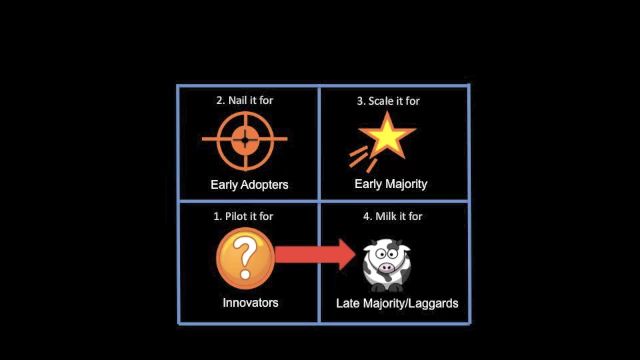 2. Nail it for
Early Adopters
3. Scale it for
Early Majority
1. Pilot it for
?
Innovators
4. Milk it for
Late Majority/Laggards